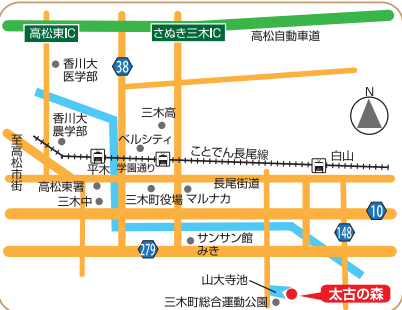 高松東IC
さぬき三木IC
高松自動車道
香川大
医学部
38
N
三木高
香川大
農学部
ベルシティ
ことでん長尾線
白山
至高松市街
平木
学園通り
高松東署
三木中
三木町役場
マルナカ
長尾街道
10
148
279
サンサン館
みき
山大寺池
太古の森
三木町総合運動公園